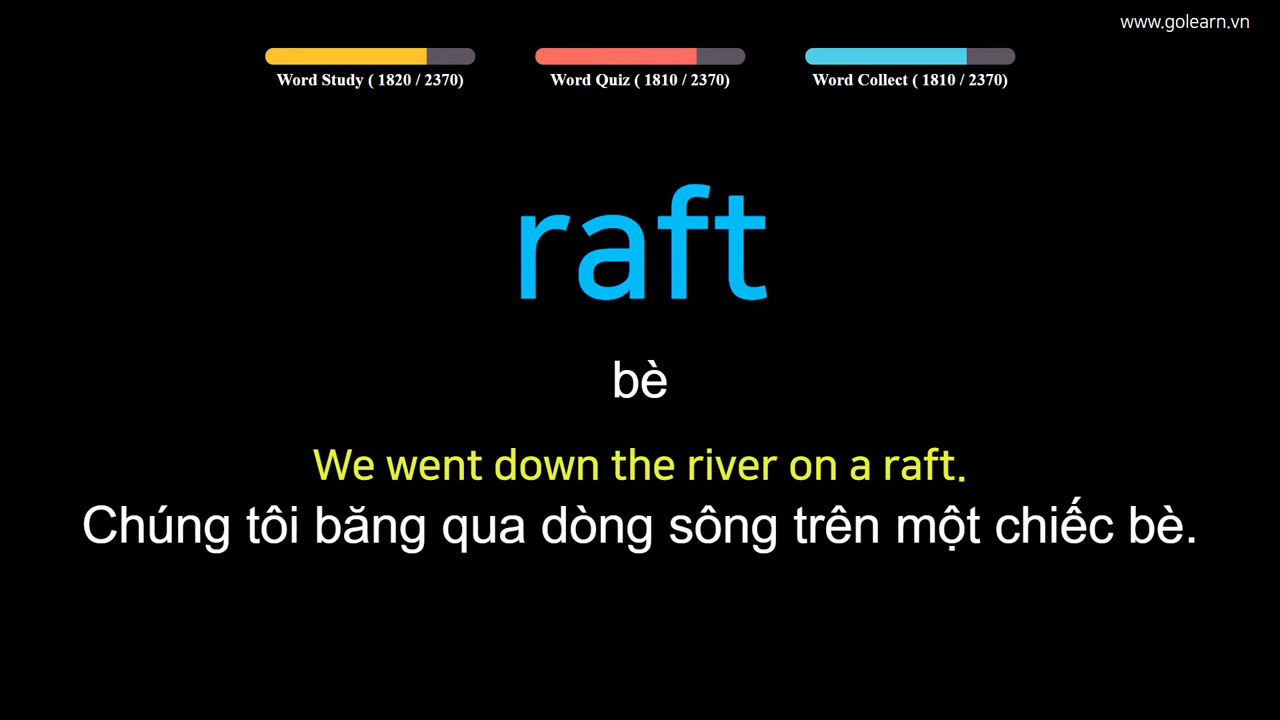 www.golearn.vn
Word Study ( 1820 / 2370)
Word Quiz ( 1810 / 2370)
Word Collect ( 1810 / 2370)
raft
bè
We went down the river on a raft.
Chúng tôi băng qua dòng sông trên một chiếc bè.